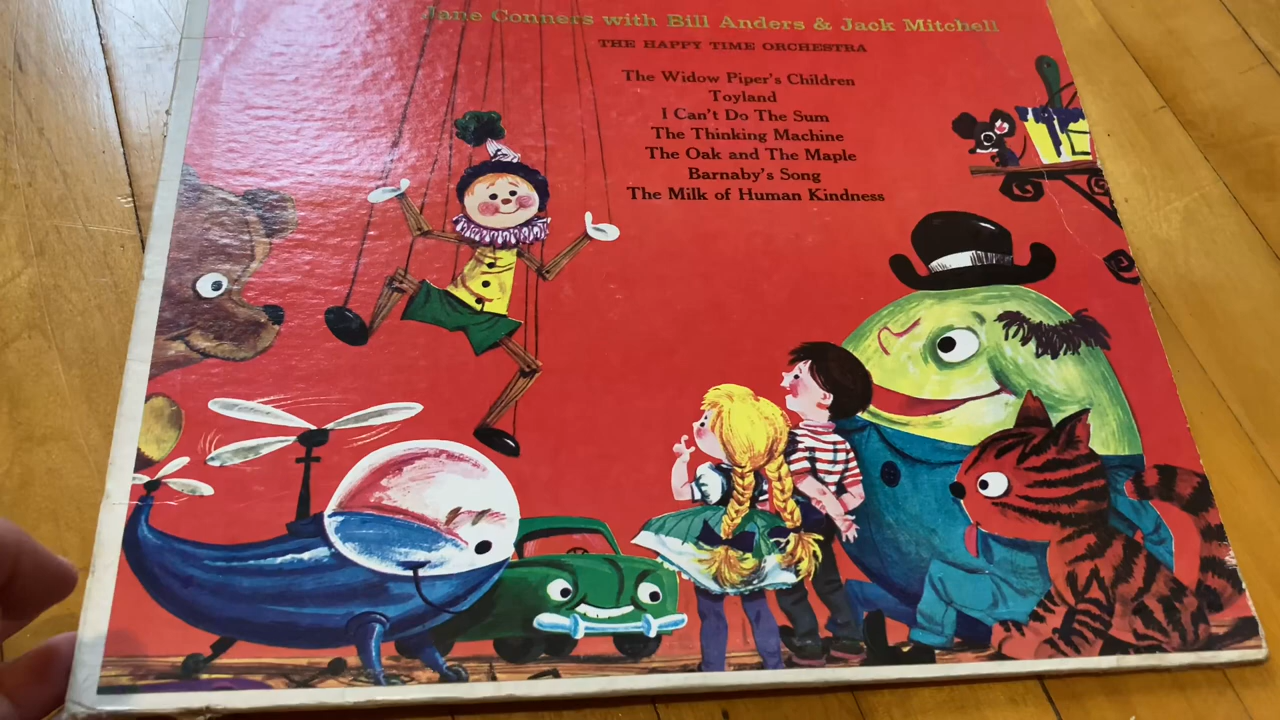 Jane Conners with Bill Anders & Jack Mitchell
THE HAPPY TIME ORCHESTRA
The Widow Piper's Children
Toyland
I Can't Do The Sum
The Thinking Machine
The Oak and The Maple
Barnaby's Song
The Milk of Human Kindness